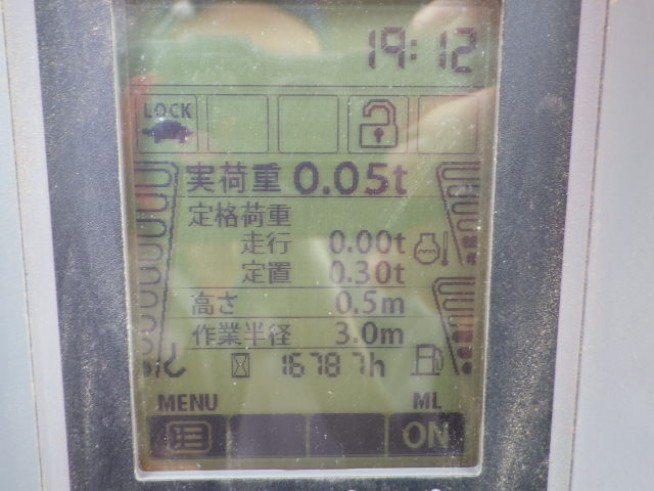 19:12
LOCK
実荷重 0.05t
定格荷重
走行 0.00t
定置 0.30t
高さ 0.5m
作業半径 3.0m
16787h
MENU ML
ON